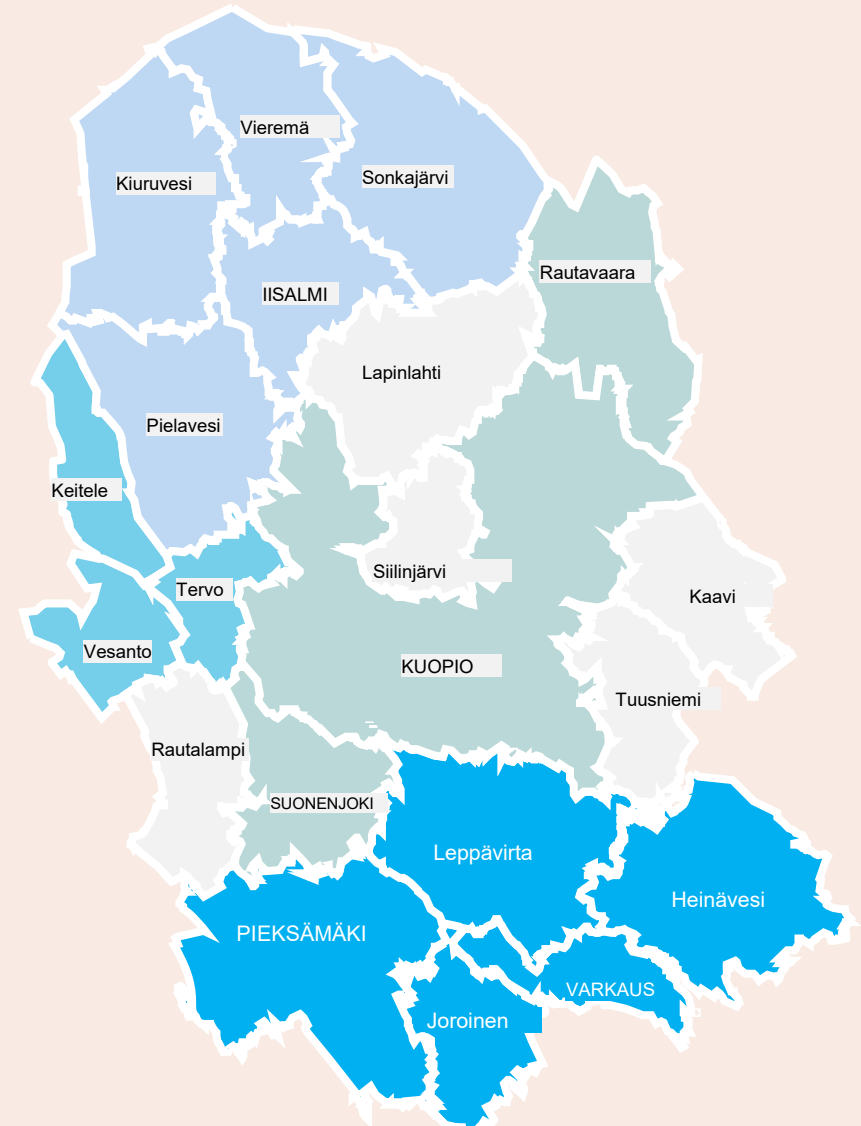 Vieremä
Kiuruvesi
Sonkajärvi
Rautavaara
IISALMI
Lapinlahti
Pielavesi
Keitele
Siilinjärvi
Tervo
Kaavi
Vesanto
KUOPIO
Tuusniemi
Rautalampi
SUONENJOKI
Leppävirta
Heinävesi
PIEKSÄMÄKI
VARKAUS
Joroinen